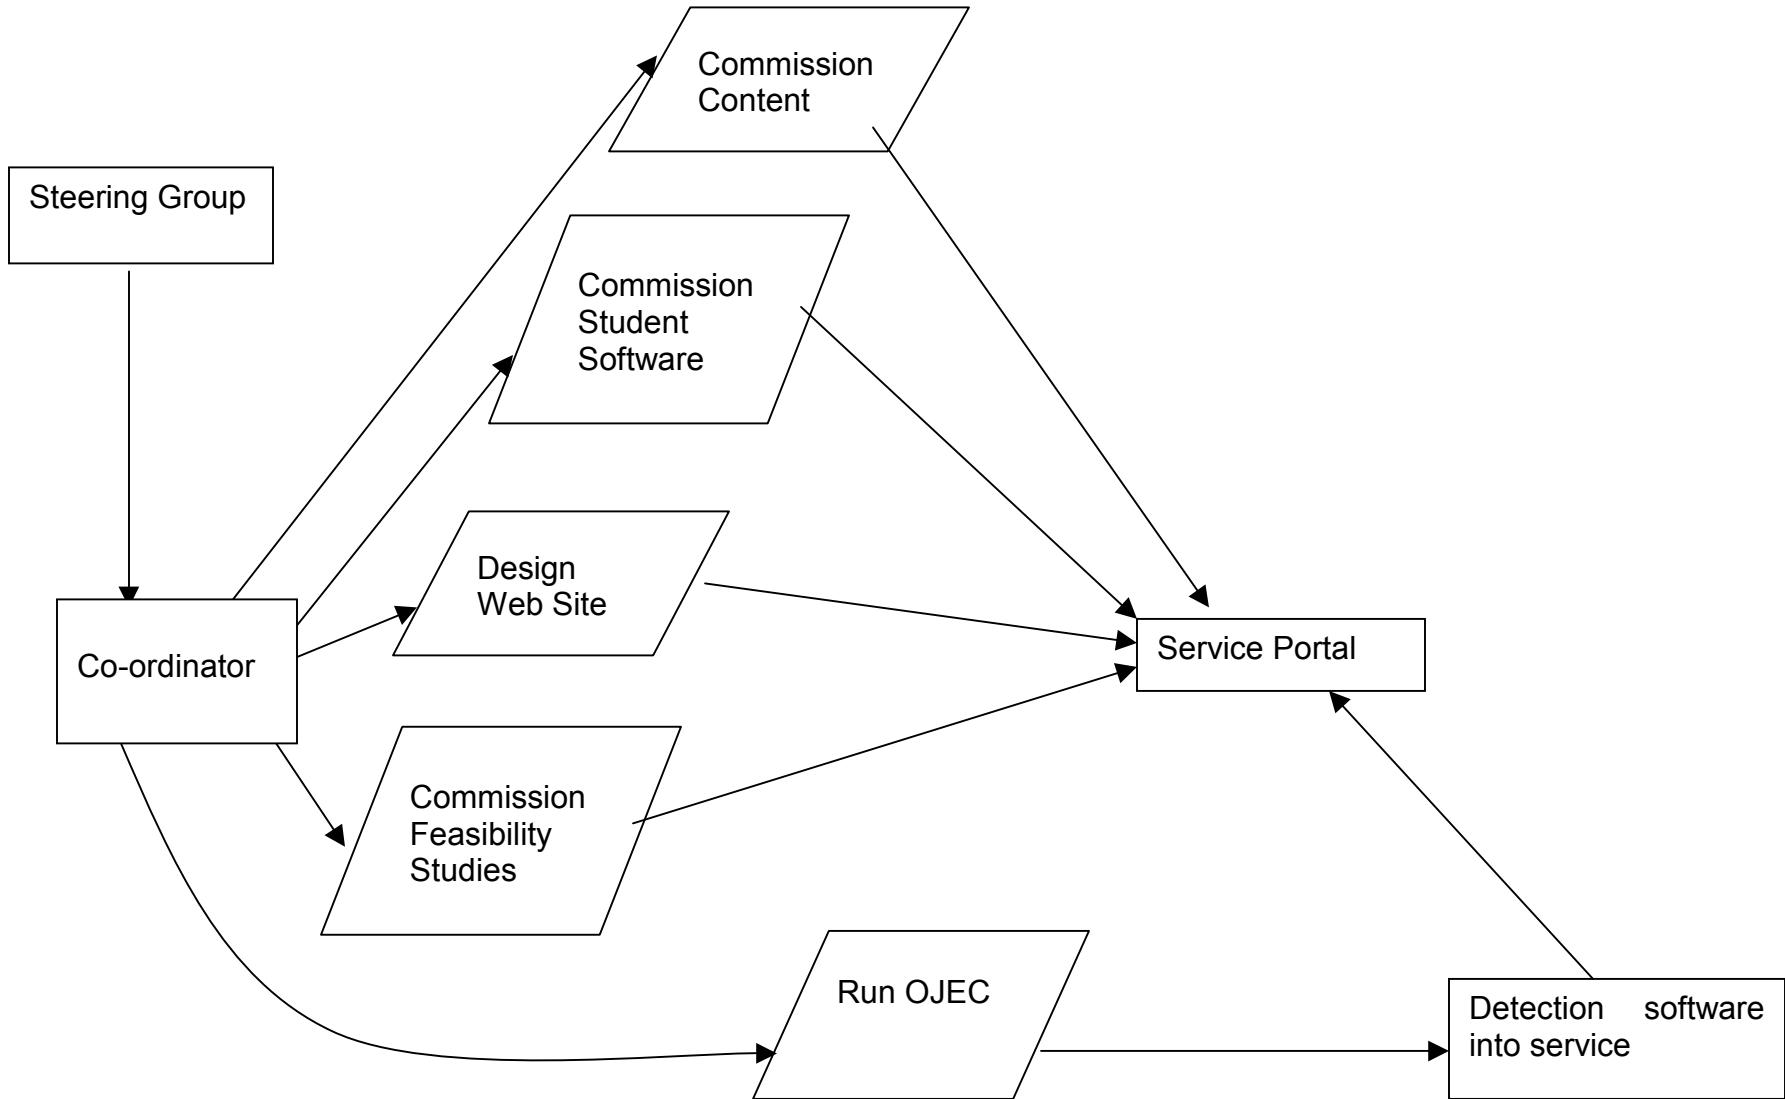 Commission
Content
Steering Group
Commission
Student
Software
Design
Web Site
Co-ordinator
Service Portal
Commission
Feasibility
Studies
Run OJEC
Detection software
into service